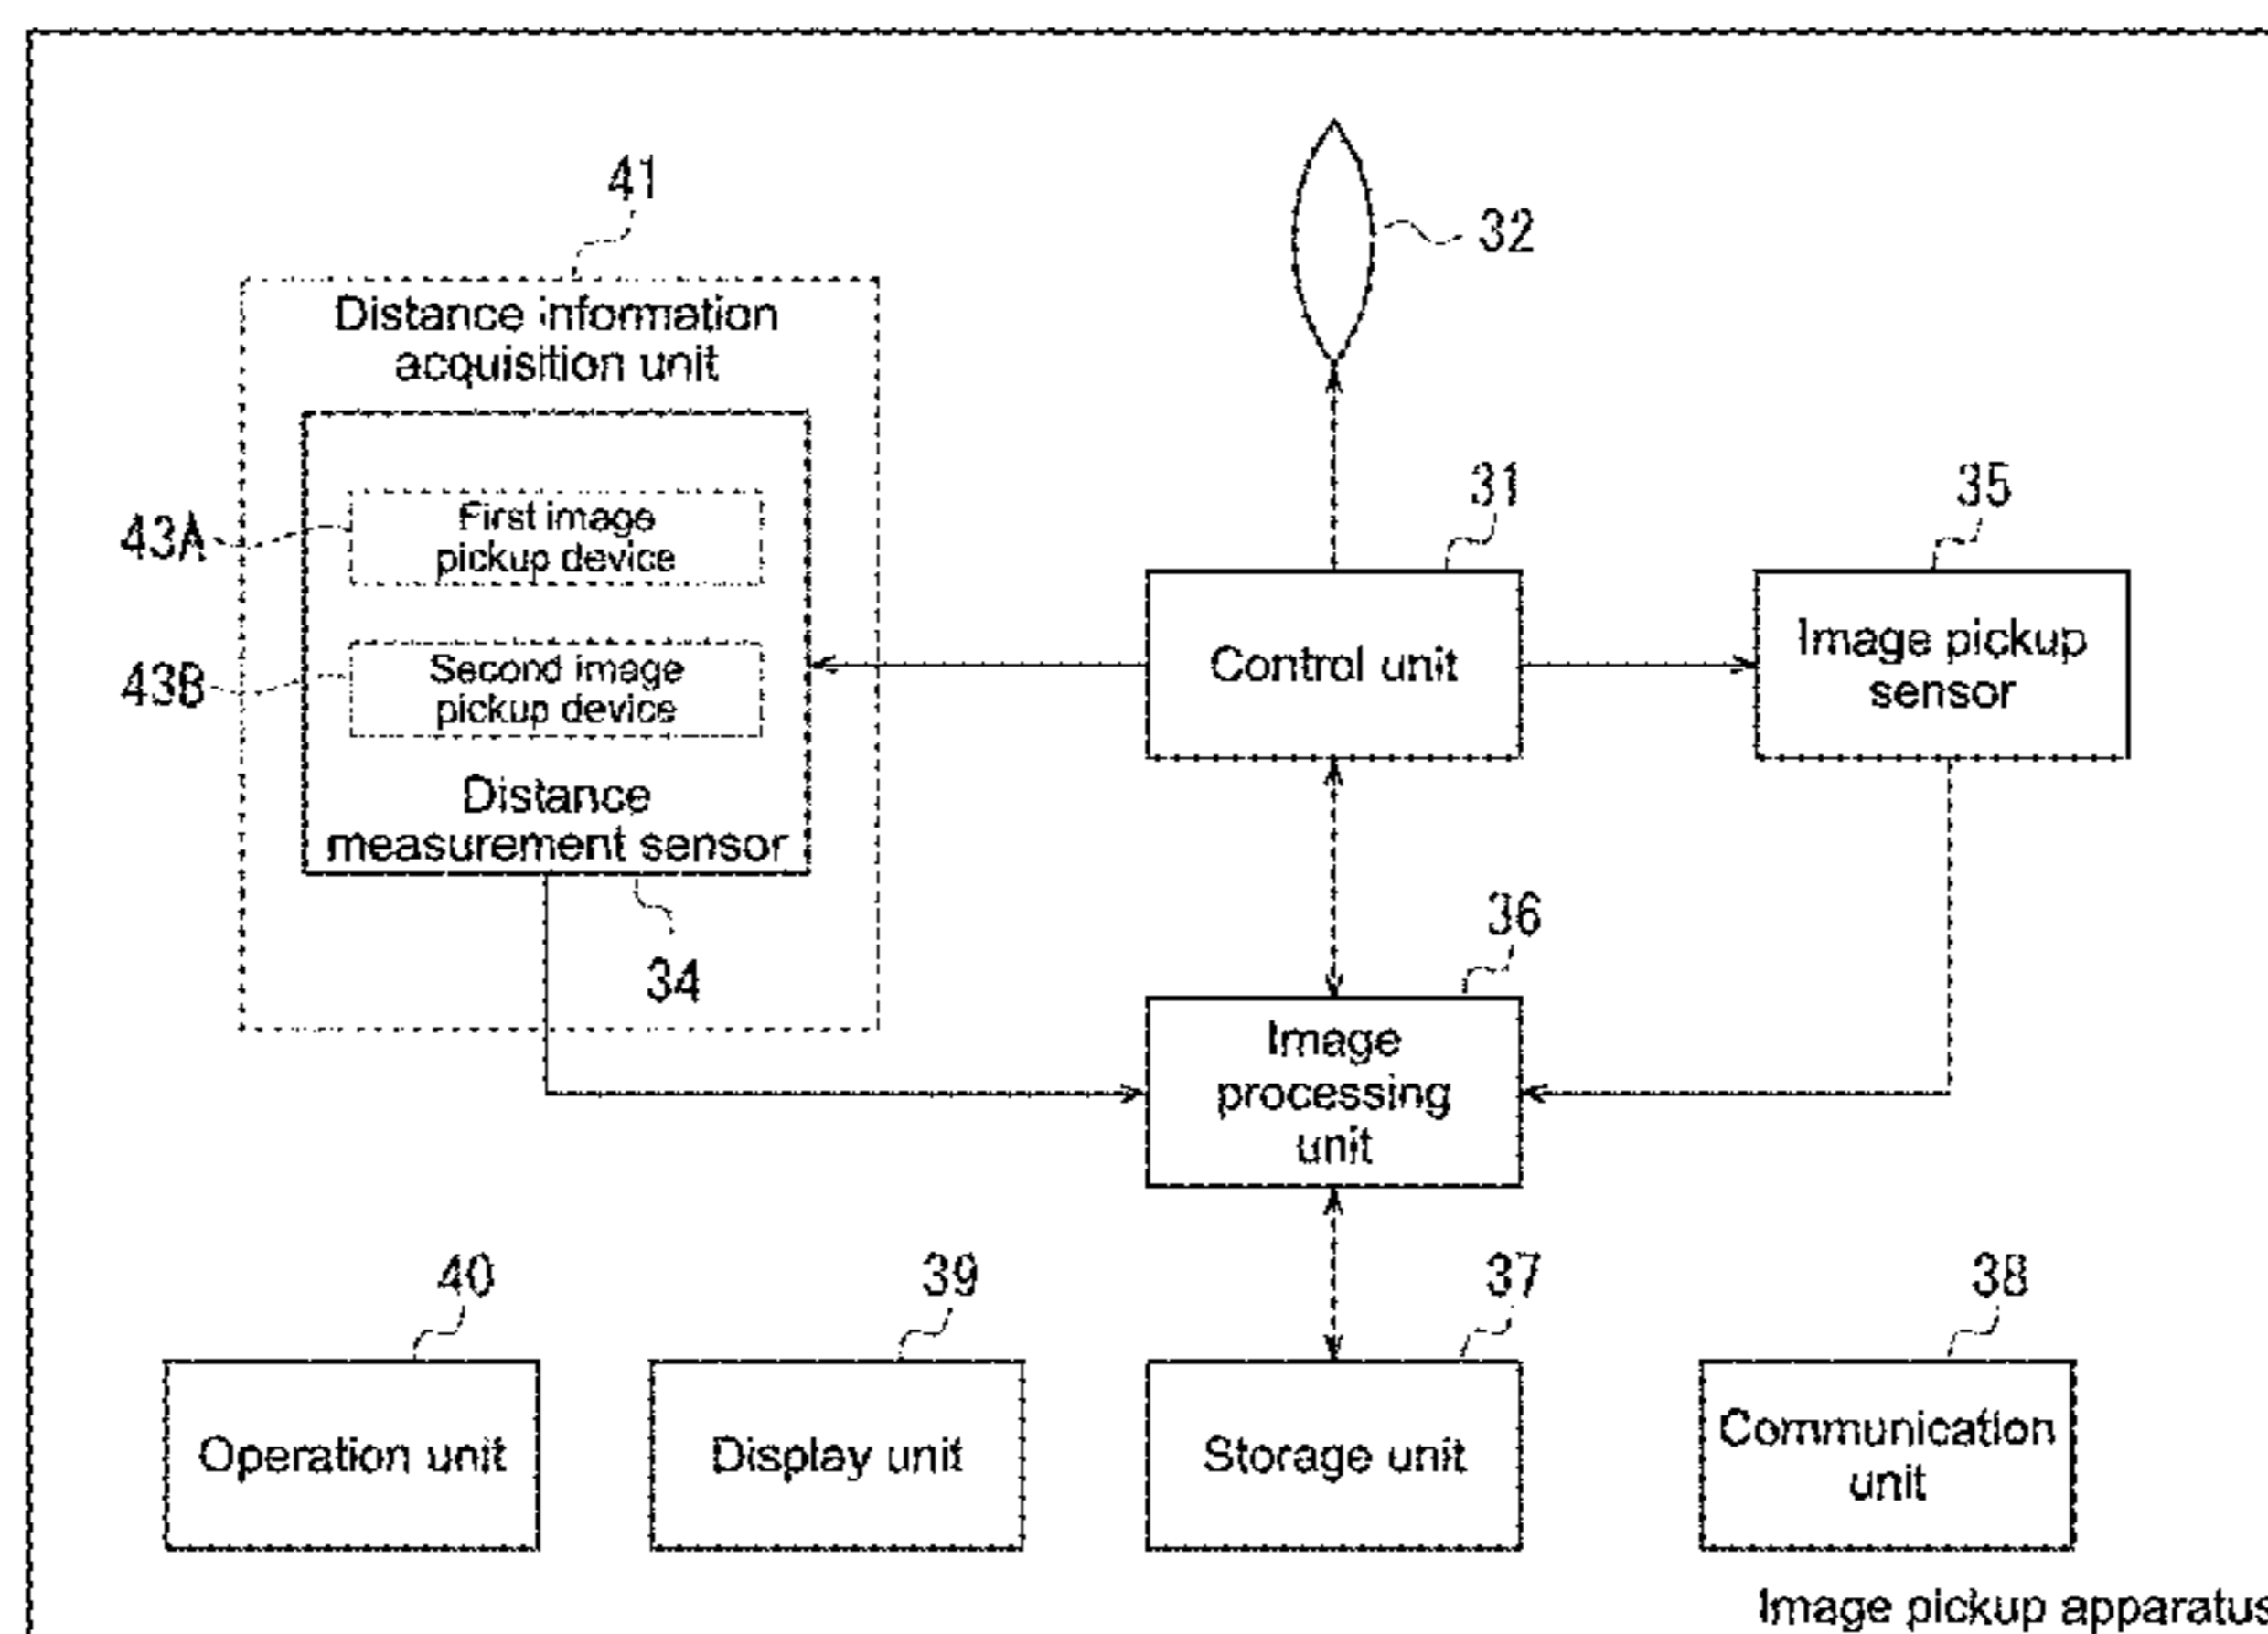 41
Distance information
acquisition unit
32
43A
First image
pickup device
43B
Second image
pickup device
Distance
measurement sensor
34
31
Control unit
35
Image pickup
sensor
36
Image
processing
unit
40
Operation unit
39
Display unit
37
Storage unit
38
Communication
unit
Image pickup apparatus